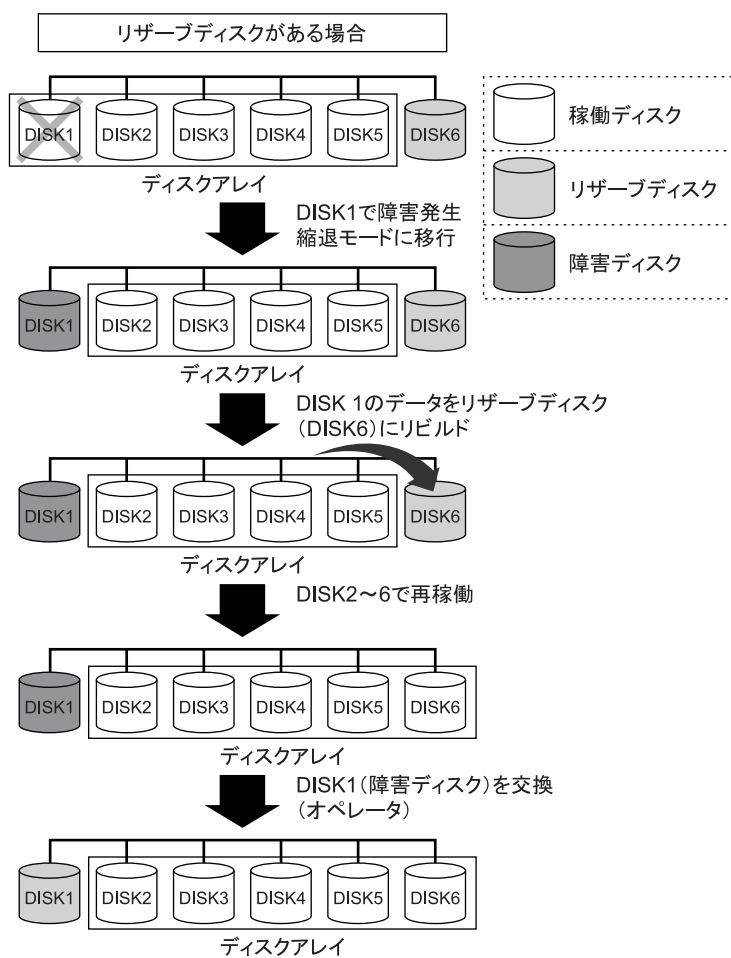 リザーブディスクがある場合
DISK1 DISK2 DISK3 DISK4 DISK5 DISK6
ディスクアレイ
稼働ディスク
リザーブディスク
障害ディスク
DISK1で障害発生
縮退モードに移行
DISK1 DISK2 DISK3 DISK4 DISK5 DISK6
ディスクアレイ
DISK 1のデータをリザーブディスク
(DISK6)にリビルド
DISK1 DISK2 DISK3 DISK4 DISK5 DISK6
ディスクアレイ
DISK2～6で再稼働
DISK1 DISK2 DISK3 DISK4 DISK5 DISK6
ディスクアレイ
DISK1(障害ディスク)を交換
(オペレータ)
DISK1 DISK2 DISK3 DISK4 DISK5 DISK6
ディスクアレイ